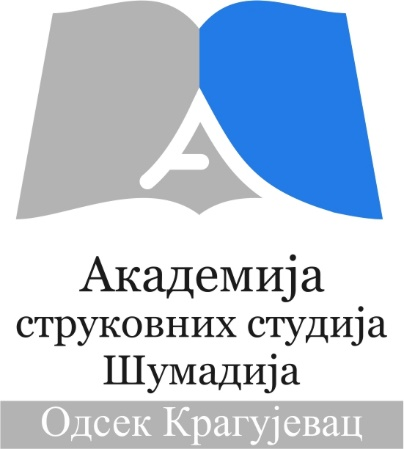 Академија
струковних студија
Шумадија
Одсек Крагујевац